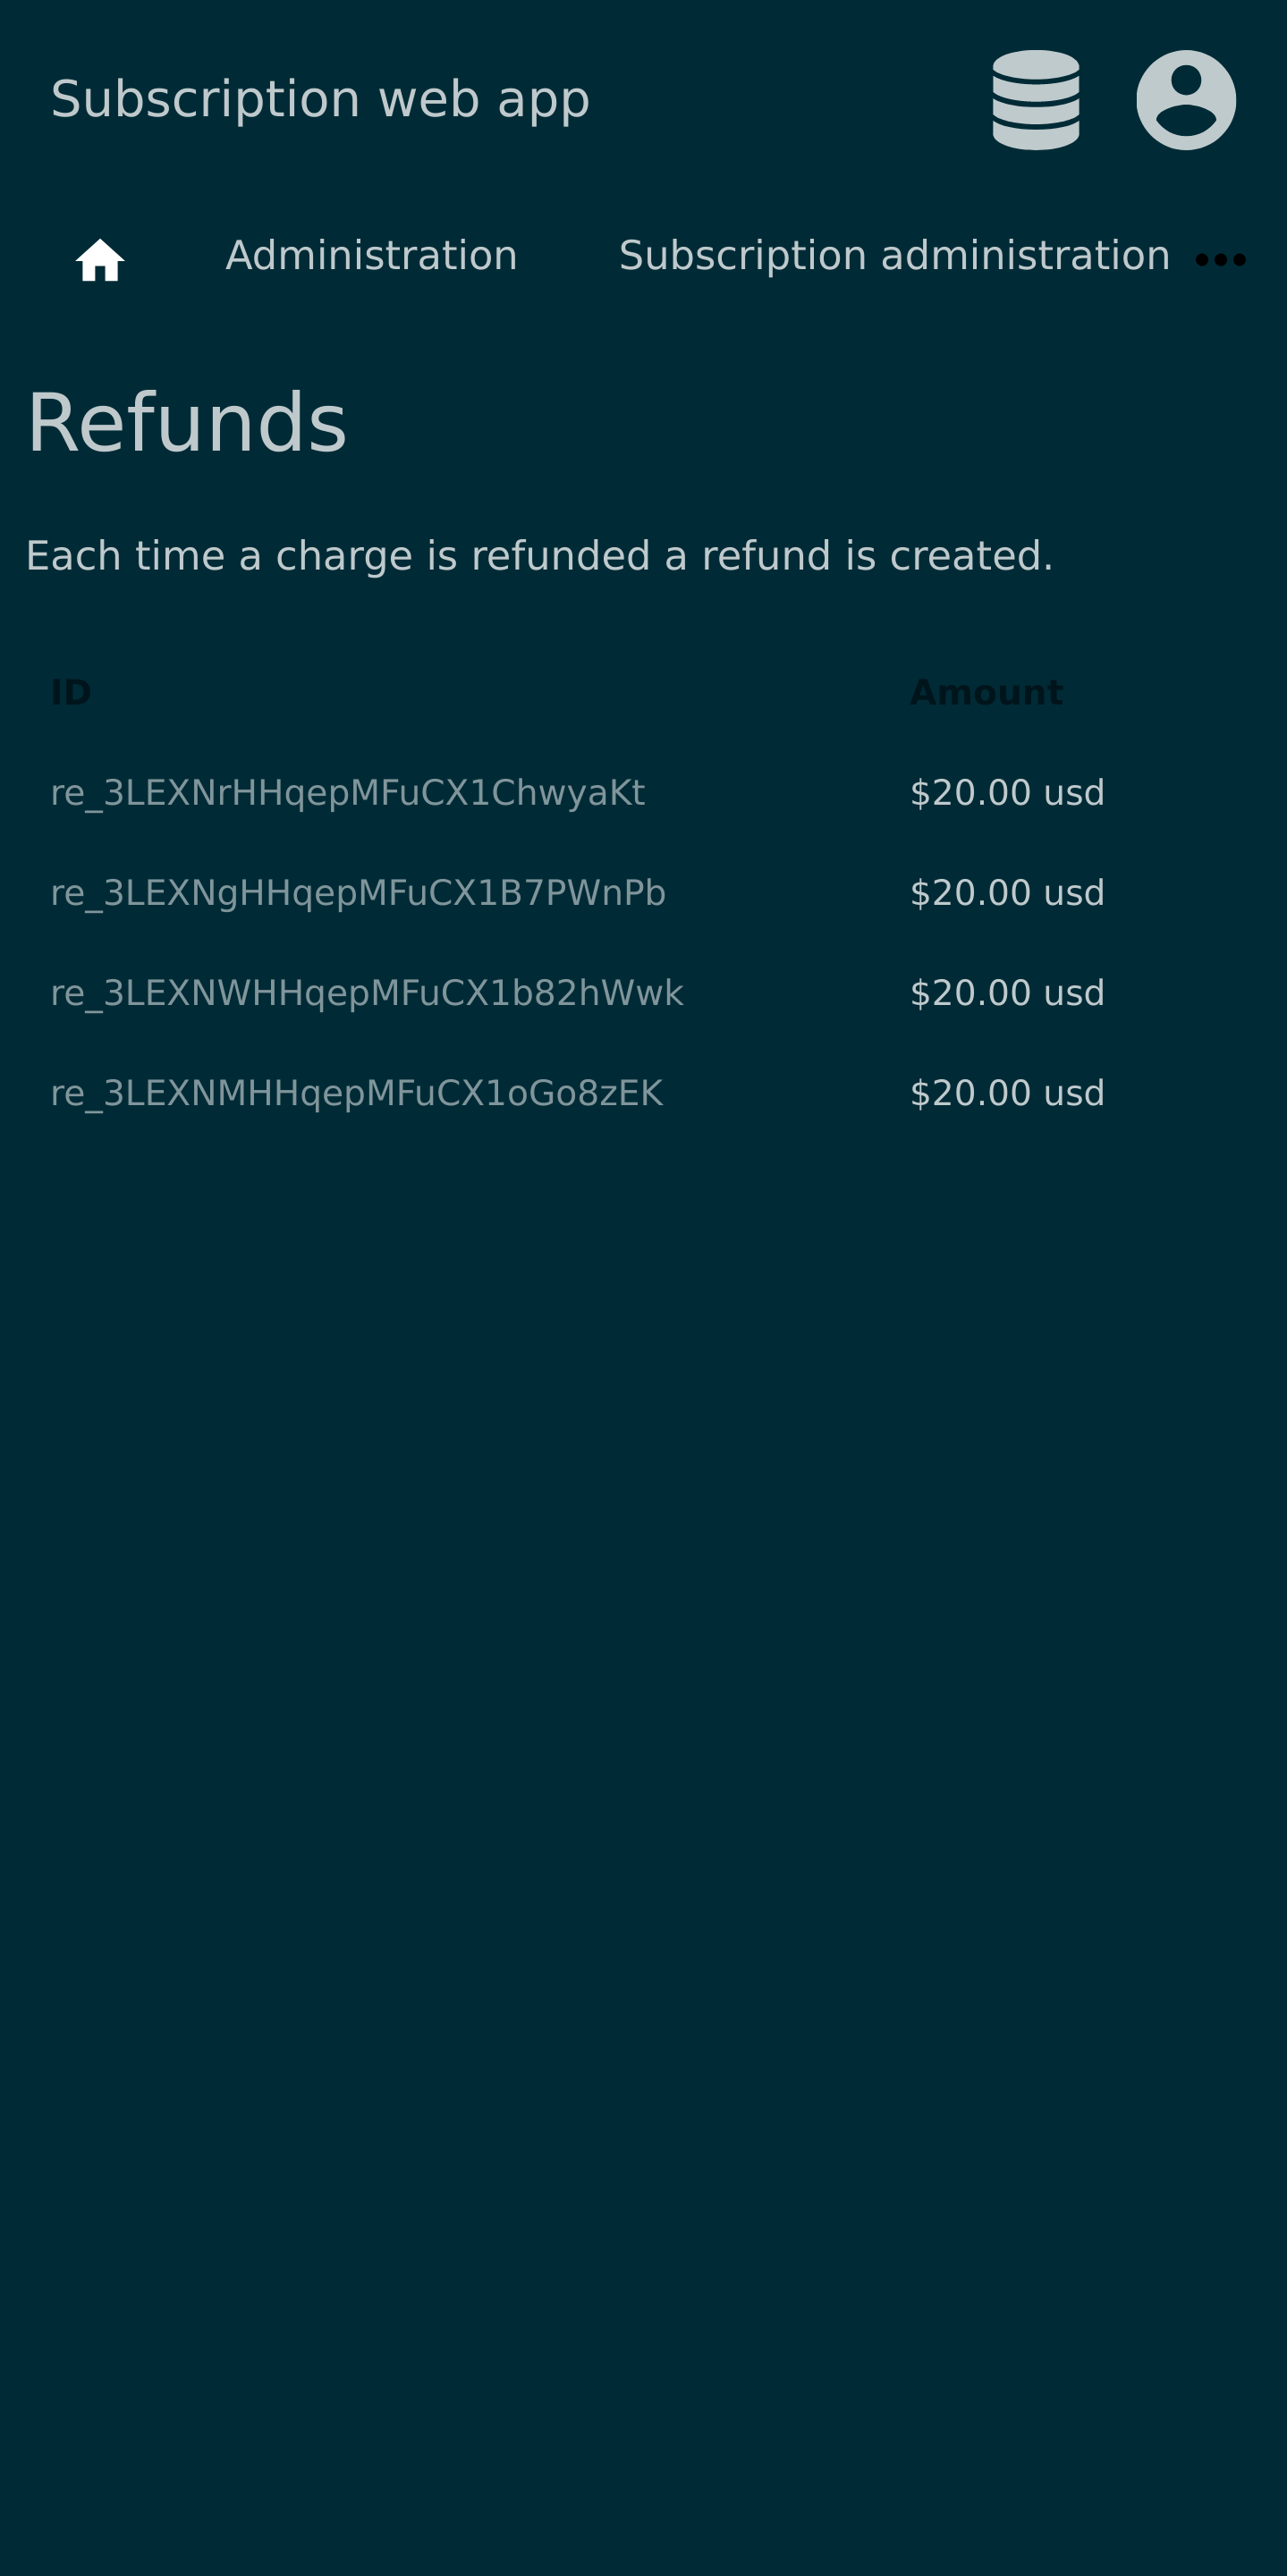 Subscription web app
Administration Subscription administration
Refunds
Each time a charge is refunded a refund is created.
ID Amount
re_3LEXNrHHqepMFuCX1ChwyaKt $20.00 usd
re_3LEXNgHHqepMFuCX1B7PWnPb $20.00 usd
re_3LEXNWHHqepMFuCX1b82hWwk $20.00 usd
re_3LEXNMHHqepMFuCX1oGo8zEK $20.00 usd